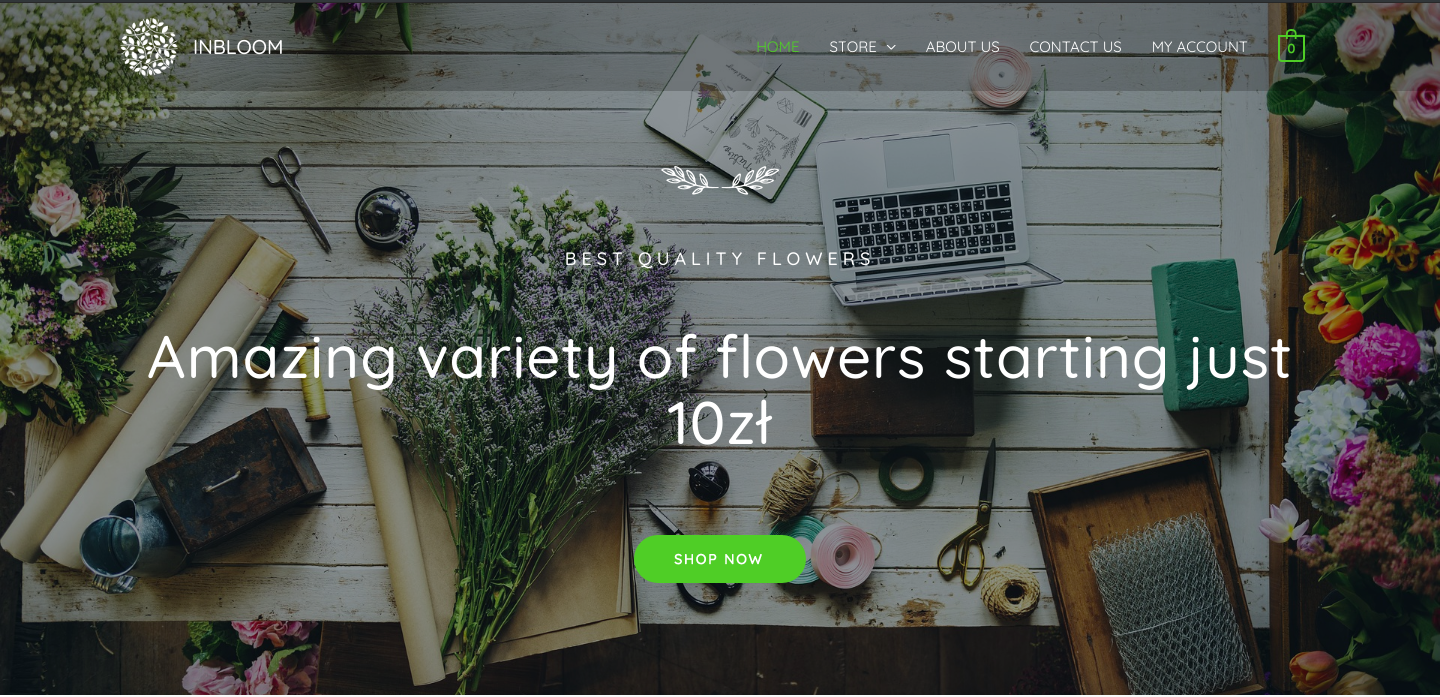 INBLOOM
HOME STORE ABOUT US CONTACT US MY ACCOUNT 0
BEST QUALITY FLOWERS
Amazing variety of flowers starting just
10zł
SHOP NOW